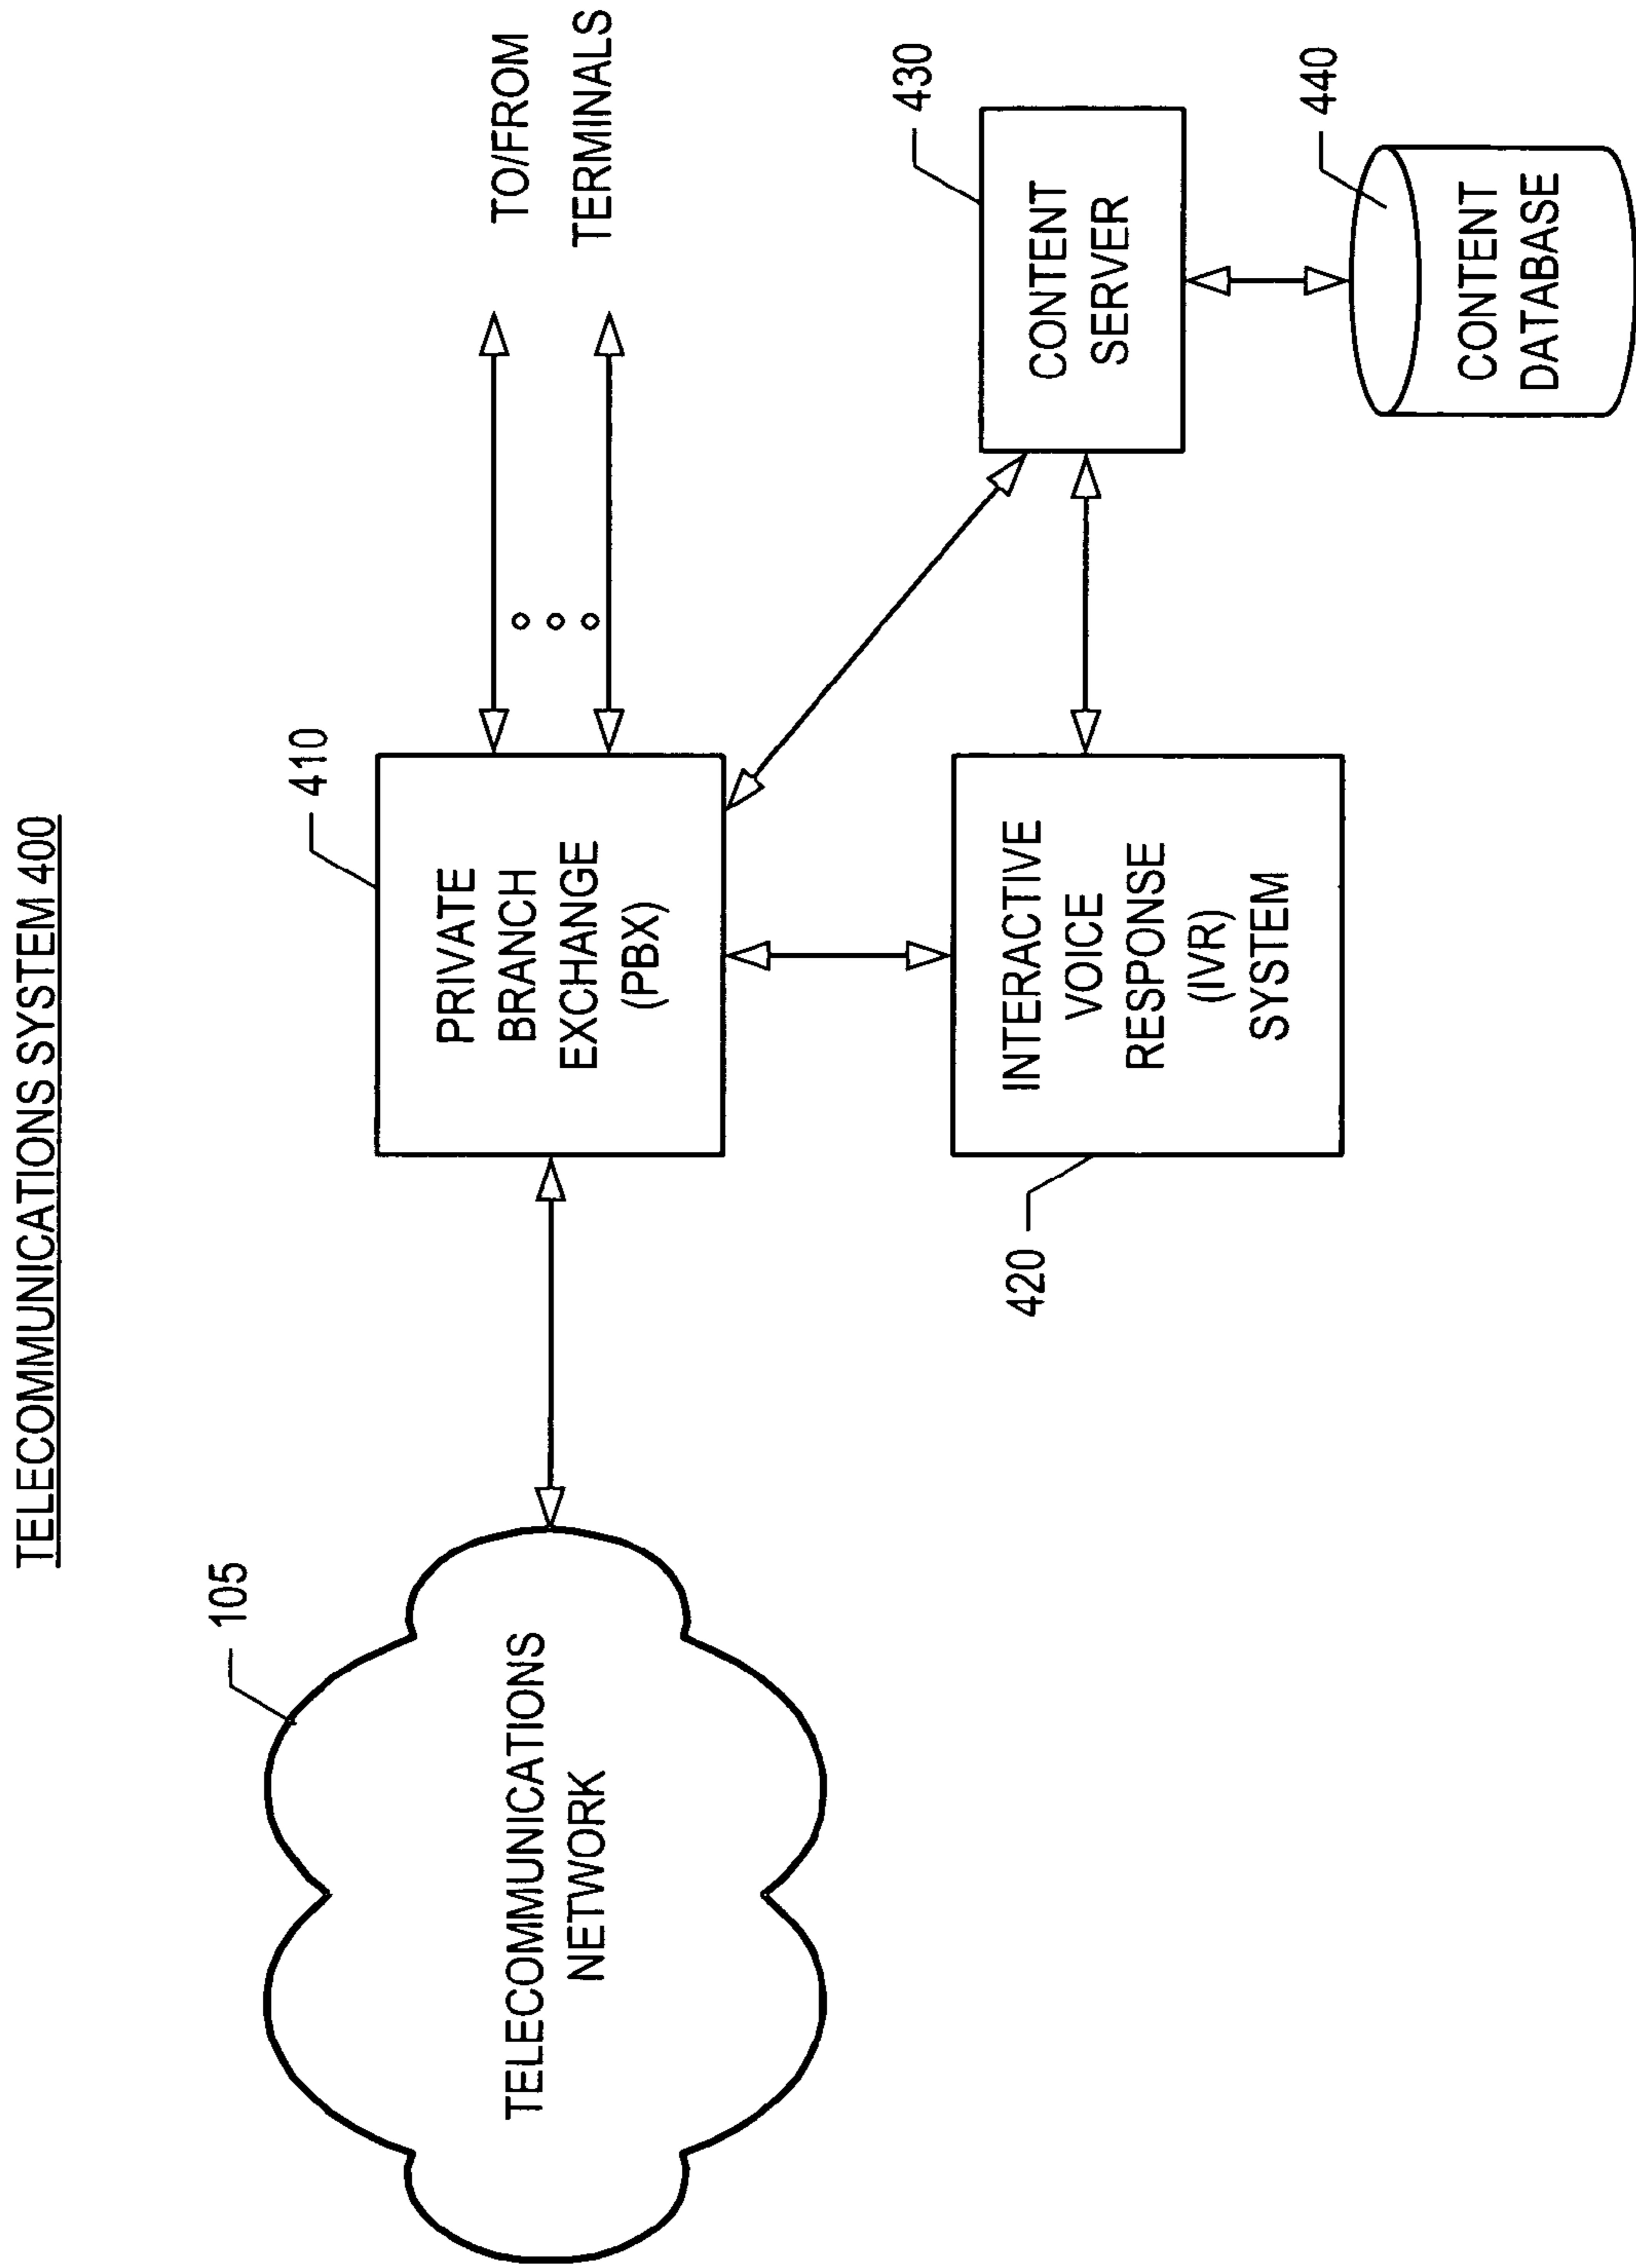 TELECOMMUNICATIONS SYSTEM 400
105
TELECOMMUNICATIONS
NETWORK
410
PRIVATE
BRANCH
EXCHANGE
(PBX)
TO/FROM
TERMINALS
420
INTERACTIVE
VOICE
RESPONSE
(IVR)
SYSTEM
430
CONTENT
SERVER
440
CONTENT
DATABASE